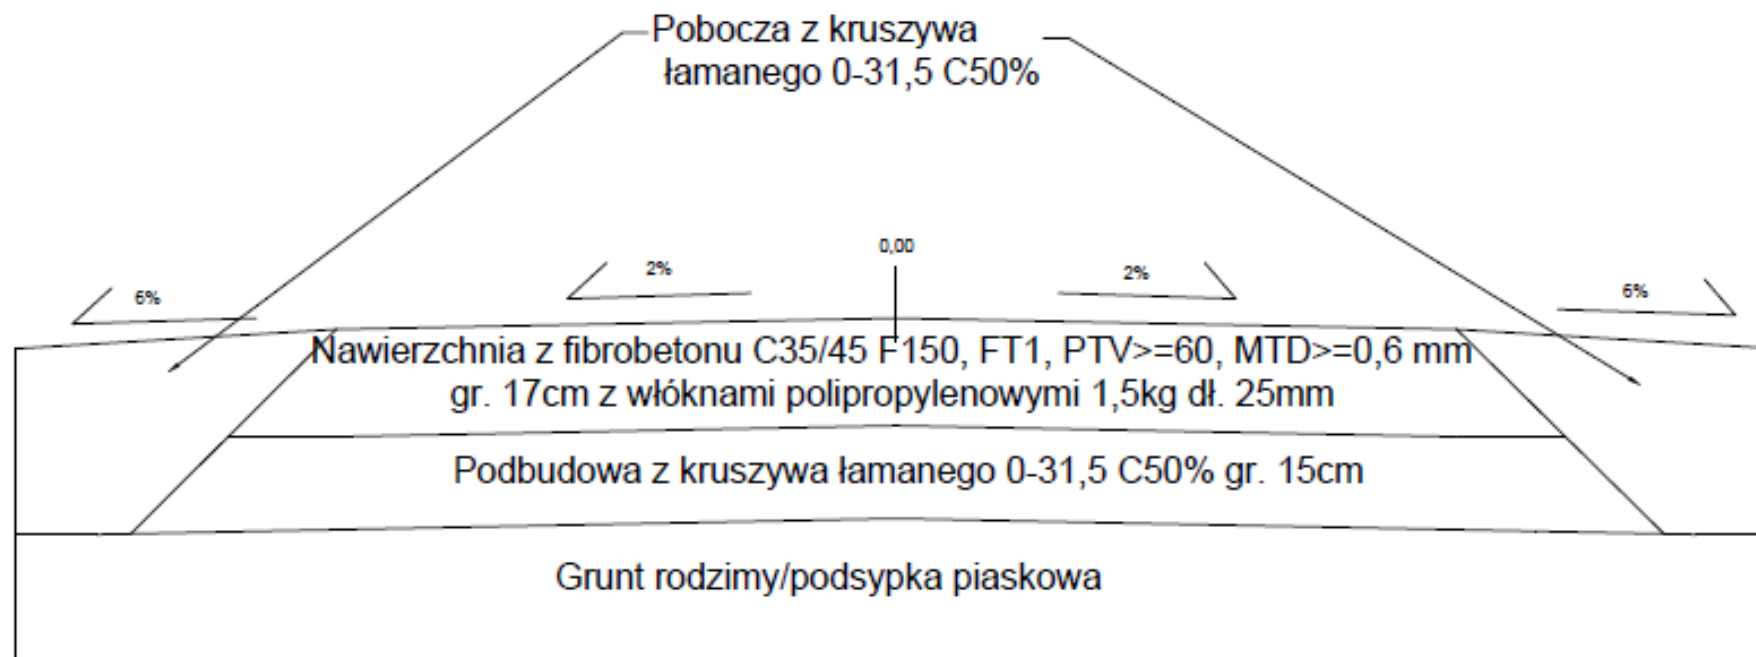 Pobocza z kruszywa
łamanego 0-31,5 C50%
0,00
6%
2%
2%
6%
Nawierzchnia z fibrobetonu C35/45 F150, FT1, PTV>=60, MTD>=0,6 mm
gr. 17cm z włóknami polipropylenowymi 1,5kg dł. 25mm
Podbudowa z kruszywa łamanego 0-31,5 C50% gr. 15cm
Grunt rodzimy/podsypka piaskowa